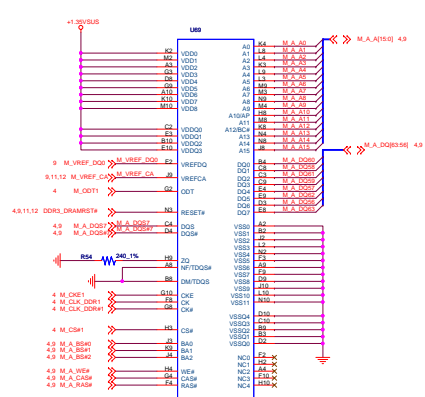 +1.35VSUS
U69
K2 VDD0
M2 VDD1
A3 VDD2
G3 VDD3
D8 VDD4
G9 VDD5
A10 VDD6
K10 VDD7
M10 VDD8
C2 VDDQ0
E3 VDDQ1
VDDQ2
E10 VDDQ3
9 M_VREF_DQ0 M_VREF_DQ0 E2 VREFDQ
9,11,12 M_VREF_CA M_VREF_CA J9 VREFCA
4 M_ODT1 G2 ODT
4,9,11,12 DDR3_DRAMRST# N3 RESET#
4,9 M_A_DQS7 M_A_DQS7 C4 DQS
4,9 M_A_DQS#7 M_A_DQS#7 D4 DQS#
R54 240_1% H9 ZQ
A8 NF/TDQS#
B8 DM/TDQS
4 M_CKE1 G10 CKE
4 M_CLK_DDR1 F8 CK
4 M_CLK_DDR#1 G8 CK#
4 M_CS#1 H3 CS#
4,9 M_A_BS#0 J3 BA0
4,9 M_A_BS#1 K9 BA1
4,9 M_A_BS#2 J4 BA2
4,9 M_A_WE# H4 WE#
4,9 M_A_CAS# G4 CAS#
4,9 M_A_RAS# F4 RAS#
A0 K4 M_A_A0 M_A_A[15:0] 4,9
A1 L8 M_A_A1
A2 L4 M_A_A2
A3 K3 M_A_A3
A4 L9 M_A_A4
A5 L3 M_A_A5
A6 M9 M_A_A6
A7 M3 M_A_A7
A8 N9 M_A_A8
A9 M4 M_A_A9
A10/AP H8 M_A_A10
A11 M8 M_A_A11
A12/BC# K8 M_A_A12
A13 N4 M_A_A13
A14 N8 M_A_A14
A15 J8 M_A_A15
M_A_DQ[63:56] 4,9
DQ0 B4 M_A_DQ60
DQ1 C8 M_A_DQ58
DQ2 C3 M_A_DQ61
DQ3 C9 M_A_DQ59
DQ4 E4 M_A_DQ57
DQ5 E9 M_A_DQ62
DQ6 D3 M_A_DQ56
DQ7 E8 M_A_DQ63
VSS0 A2
VSS1 B2
VSS2 J2
VSS3 L2
VSS4 N2
VSS5 F3
VSS6 A9
VSS7 F9
VSS8 D9
VSS9 J10
VSS10 L10
VSS11 N10
VSSQ4 D10
VSSQ3 C10
VSSQ2 B9
VSSQ1 B3
VSSQ0 D2
NC0 F2
NC1 H2
NC2 A4
NC3 F10
NC4 H10